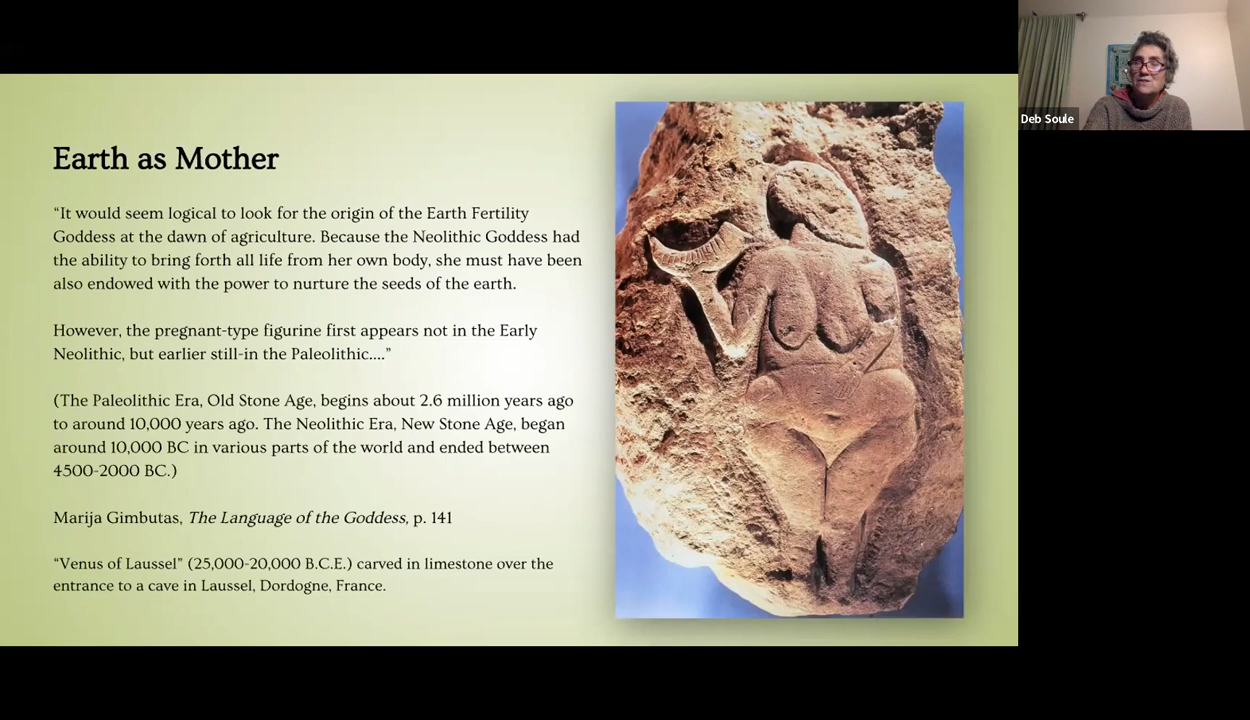 Deb Soule
Earth as Mother
“It would seem logical to look for the origin of the Earth Fertility
Goddess at the dawn of agriculture. Because the Neolithic Goddess had
the ability to bring forth all life from her own body, she must have been
also endowed with the power to nurture the seeds of the earth.
However, the pregnant-type figurine first appears not in the Early
Neolithic, but earlier still-in the Paleolithic....”
(The Paleolithic Era, Old Stone Age, begins about 2.6 million years ago
to around 10,000 years ago. The Neolithic Era, New Stone Age, began
around 10,000 BC in various parts of the world and ended between
4500-2000 BC.)
Marija Gimbutas, The Language of the Goddess, p. 141
“Venus of Laussel” (25,000-20,000 B.C.E.) carved in limestone over the
entrance to a cave in Laussel, Dordogne, France.